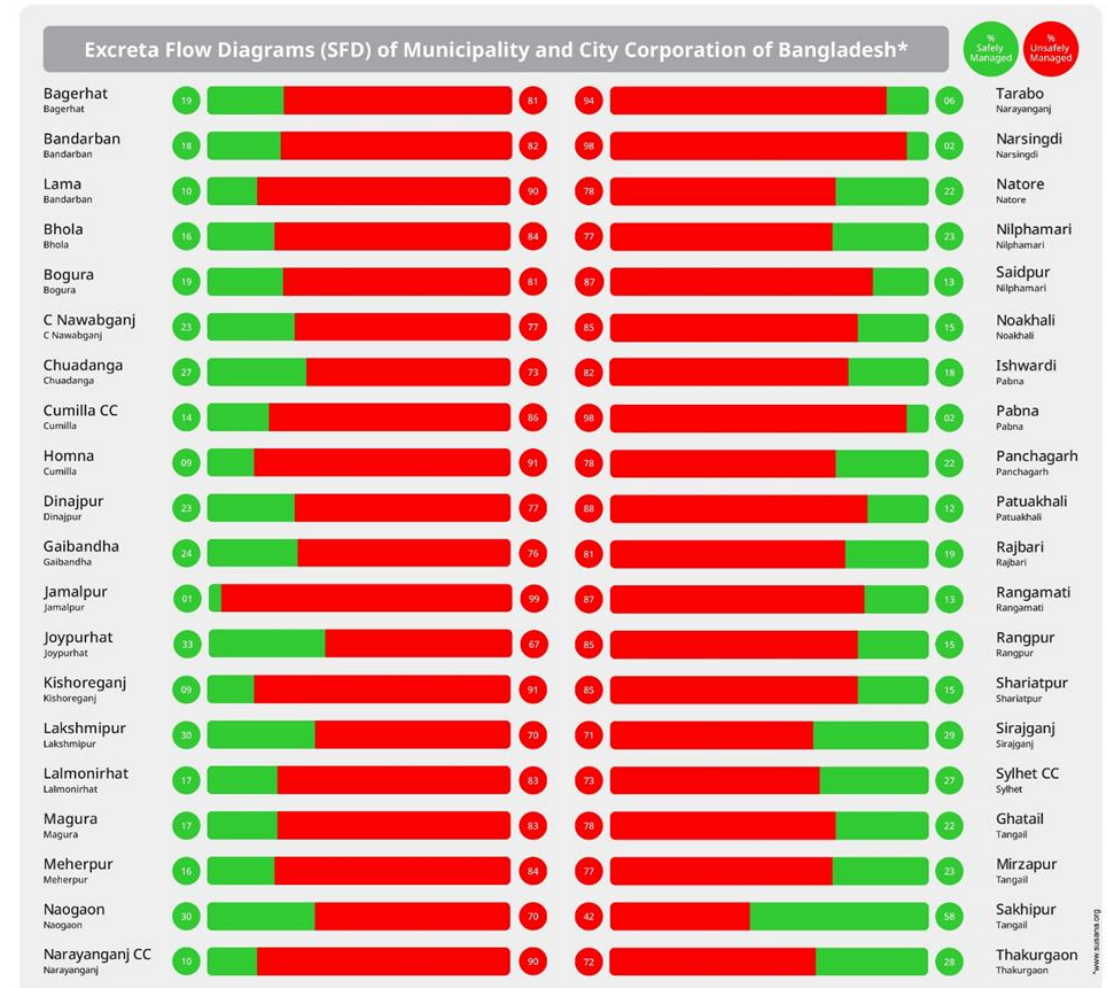 Excreta Flow Diagrams (SFD) of Municipality and City Corporation of Bangladesh*
%
Safely
Managed
%
Unsafely
Managed
Bagerhat
Bagerhat
19
81
94
06
Tarabo
Narayanganj
Bandarban
Bandarban
18
82
98
02
Narsingdi
Narsingdi
Lama
Bandarban
10
90
78
22
Natore
Natore
Bhola
Bhola
16
84
77
23
Nilphamari
Nilphamari
Bogura
Bogura
19
81
87
13
Saidpur
Nilphamari
C Nawabganj
C Nawabganj
23
77
85
15
Noakhali
Noakhali
Chuadanga
Chuadanga
27
73
82
18
Ishwardi
Pabna
Cumilla CC
Cumilla
14
86
98
02
Pabna
Pabna
Homna
Cumilla
09
91
78
22
Panchagarh
Panchagarh
Dinajpur
Dinajpur
23
77
88
12
Patuakhali
Patuakhali
Gaibandha
Gaibandha
24
76
81
19
Rajbari
Rajbari
Jamalpur
Jamalpur
01
99
87
13
Rangamati
Rangamati
Joypurhat
Joypurhat
33
67
85
15
Rangpur
Rangpur
Kishoreganj
Kishoreganj
09
91
85
15
Shariatpur
Shariatpur
Lakshmipur
Lakshmipur
30
70
71
29
Sirajganj
Sirajganj
Lalmonirhat
Lalmonirhat
17
83
73
27
Sylhet CC
Sylhet
Magura
Magura
17
83
78
22
Ghatail
Tangail
Meherpur
Meherpur
16
84
77
23
Mirzapur
Tangail
Naogaon
Naogaon
30
70
42
58
Sakhipur
Tangail
Narayanganj CC
Narayanganj
10
90
72
28
Thakurgaon
Thakurgaon
*www.susana.org